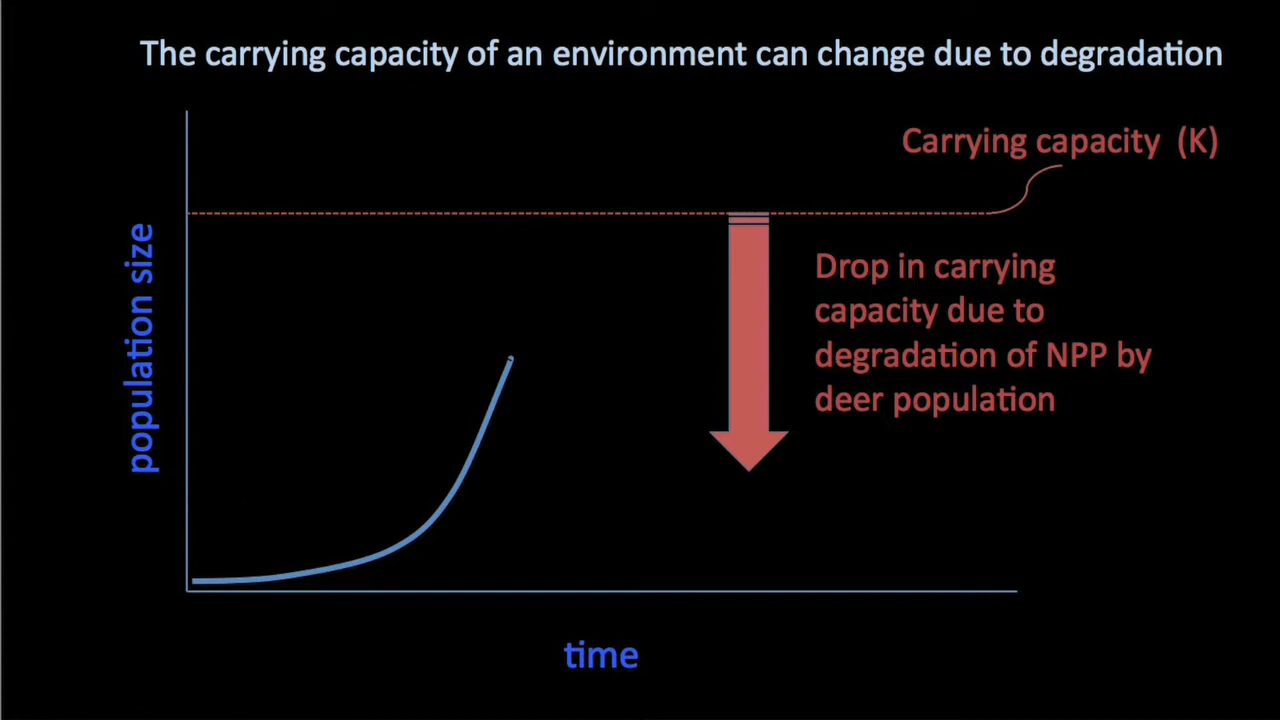 The carrying capacity of an environment can change due to degradation
Carrying capacity (K)
Drop in carrying
capacity due to
degradation of NPP by
deer population
population size
time